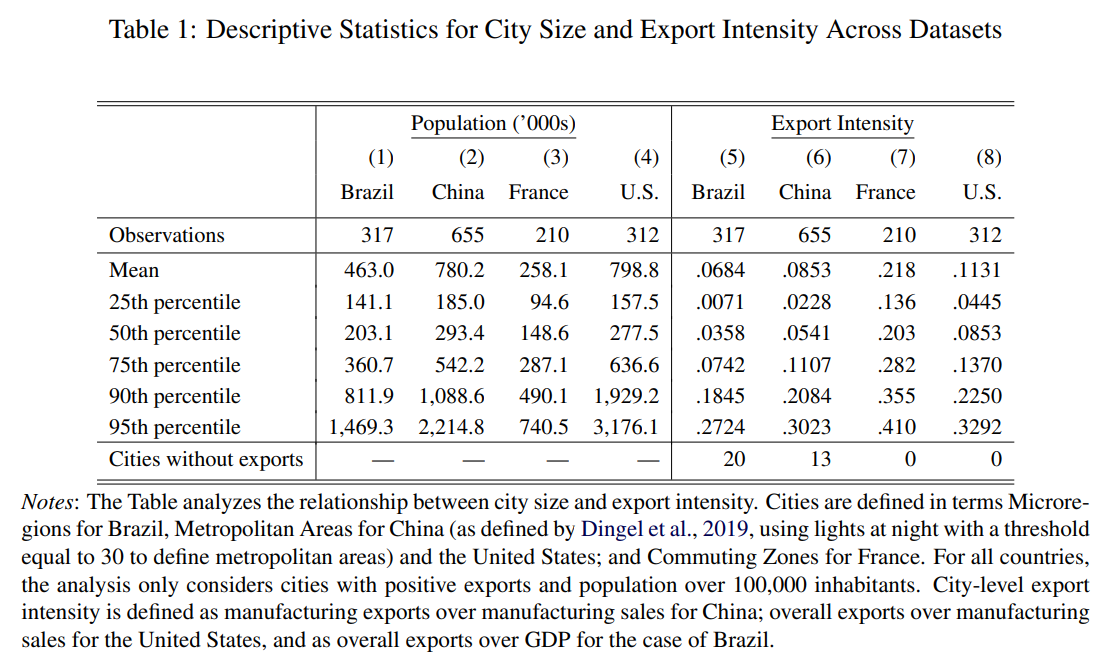 Table 1: Descriptive Statistics for City Size and Export Intensity Across Datasets
Population ('000s) Export Intensity
(1) (2) (3) (4) (5) (6) (7) (8)
Brazil China France U.S. Brazil China France U.S.
Observations 317 655 210 312 317 655 210 312
Mean 463.0 780.2 258.1 798.8 .0684 .0853 .218 .1131
25th percentile 141.1 185.0 94.6 157.5 .0071 .0228 .136 .0445
50th percentile 203.1 293.4 148.6 277.5 .0358 .0541 .203 .0853
75th percentile 360.7 542.2 287.1 636.6 .0742 .1107 .282 .1370
90th percentile 811.9 1,088.6 490.1 1,929.2 .1845 .2084 .355 .2250
95th percentile 1,469.3 2,214.8 740.5 3,176.1 .2724 .3023 .410 .3292
Cities without exports — — — — 20 13 0 0
Notes: The Table analyzes the relationship between city size and export intensity. Cities are defined in terms Microre-
gions for Brazil, Metropolitan Areas for China (as defined by Dingel et al., 2019, using lights at night with a threshold
equal to 30 to define metropolitan areas) and the United States; and Commuting Zones for France. For all countries,
the analysis only considers cities with positive exports and population over 100,000 inhabitants. City-level export
intensity is defined as manufacturing exports over manufacturing sales for China; overall exports over manufacturing
sales for the United States, and as overall exports over GDP for the case of Brazil.